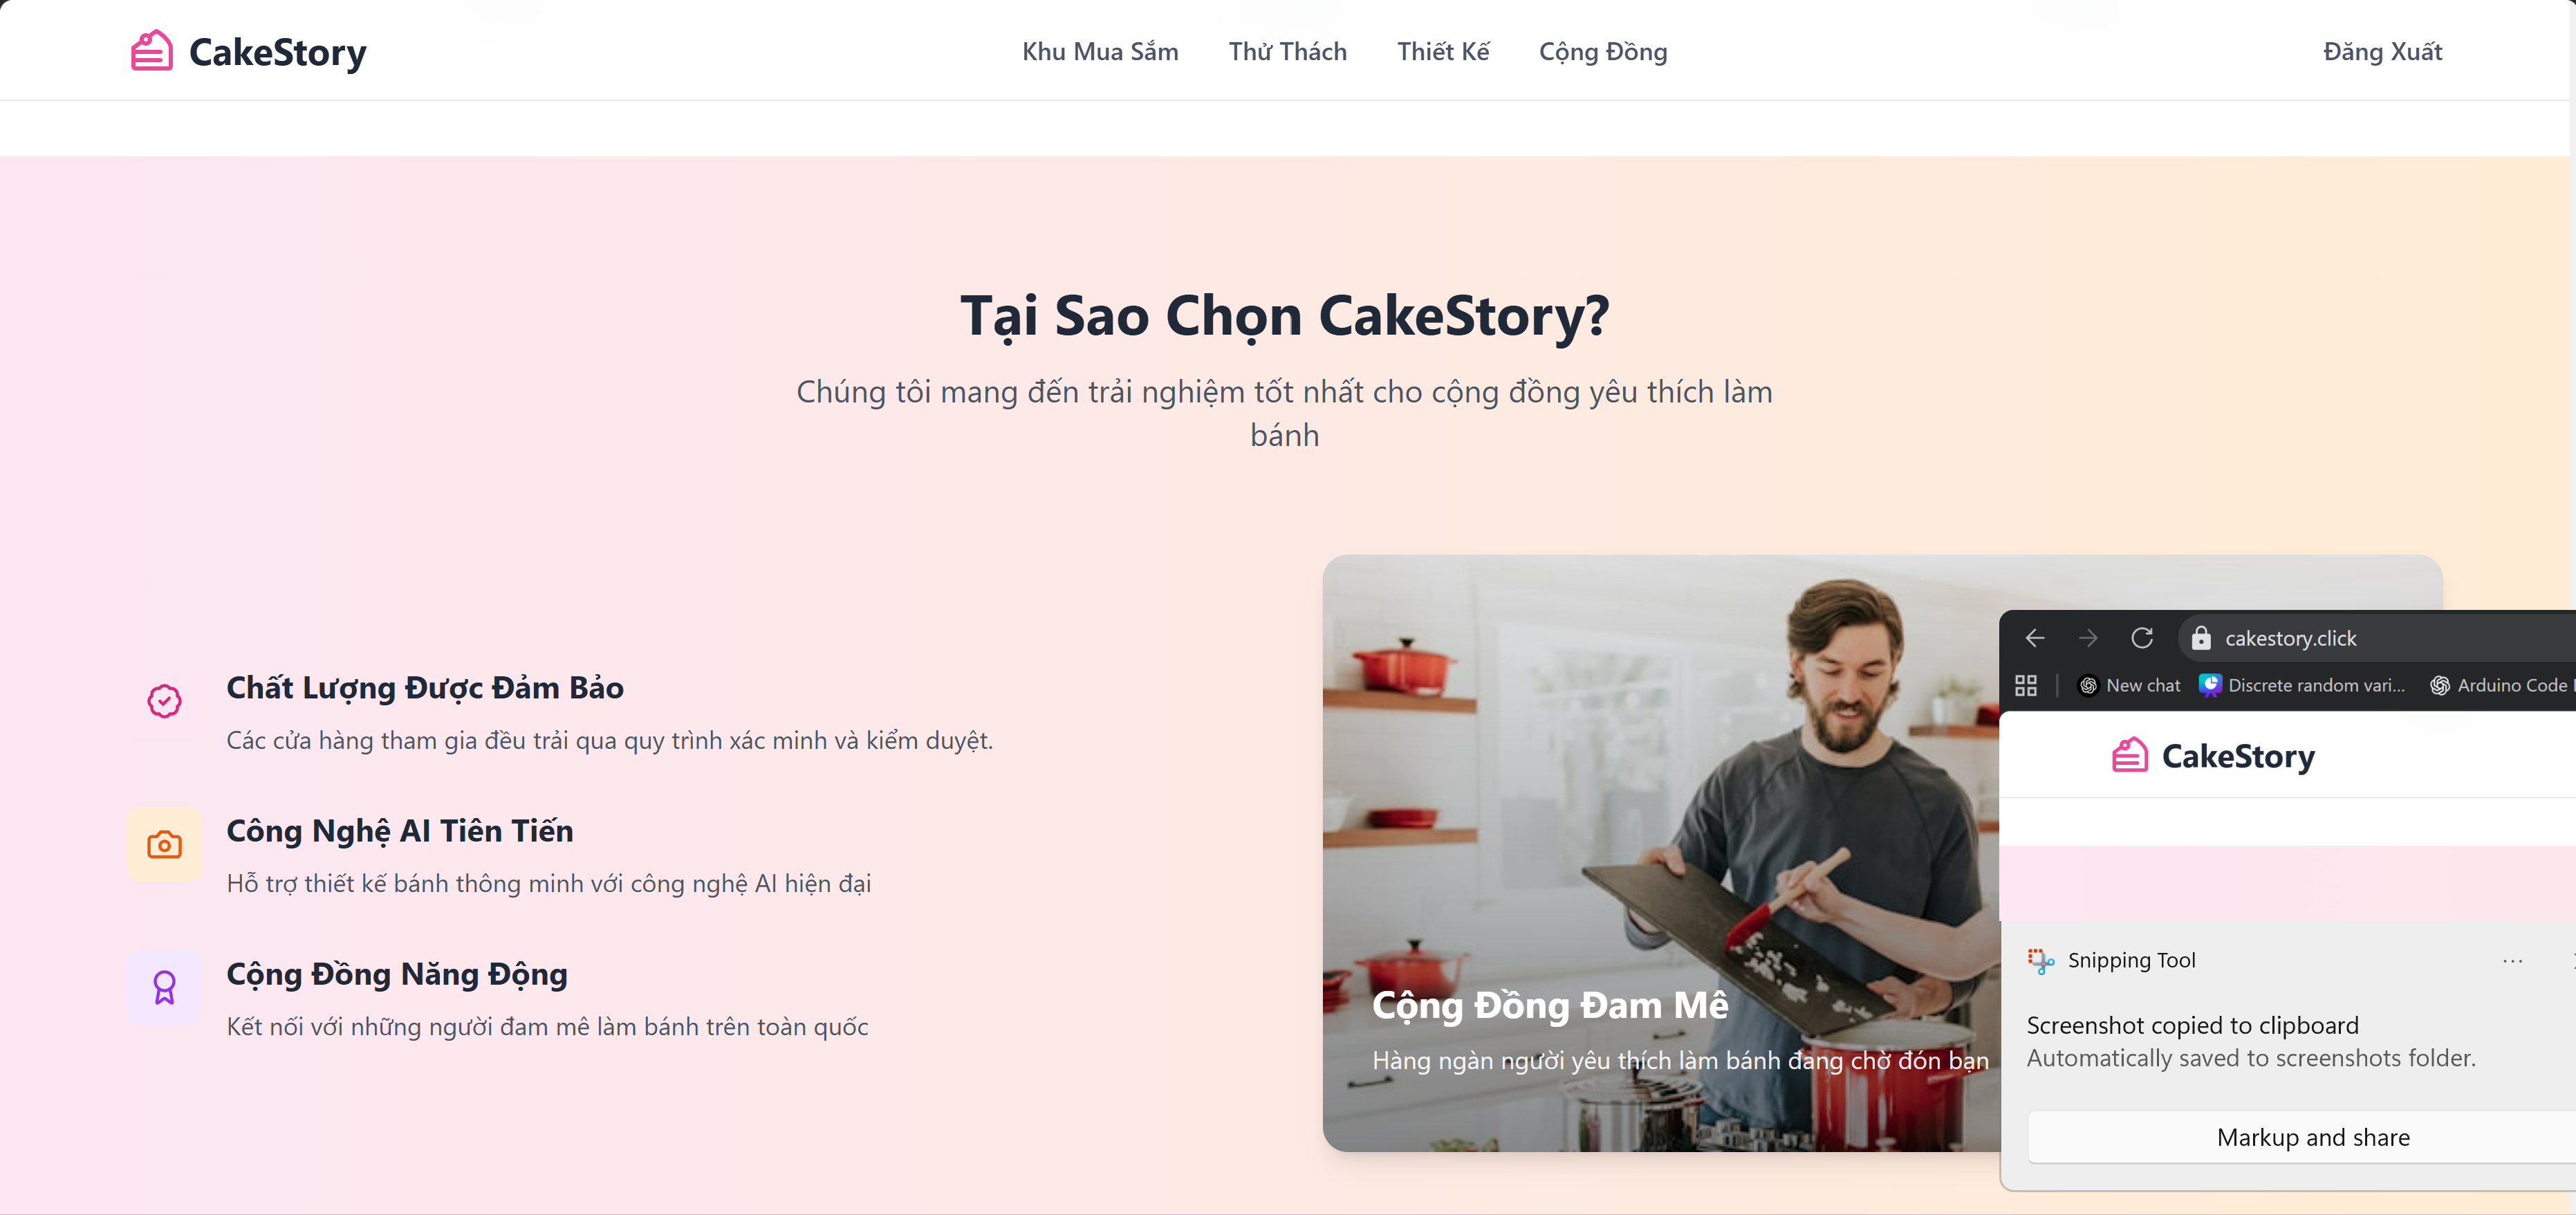 CakeStory
Khu Mua Sắm
Thử Thách
Thiết Kế
Cộng Đồng
Đăng Xuất
Tại Sao Chọn CakeStory?
Chúng tôi mang đến trải nghiệm tốt nhất cho cộng đồng yêu thích làm
bánh
Chất Lượng Được Đảm Bảo
Các cửa hàng tham gia đều trải qua quy trình xác minh và kiểm duyệt.
Công Nghệ AI Tiên Tiến
Hỗ trợ thiết kế bánh thông minh với công nghệ AI hiện đại
Cộng Đồng Năng Động
Kết nối với những người đam mê làm bánh trên toàn quốc
Cộng Đồng Đam Mê
Hàng ngàn người yêu thích làm bánh đang chờ đón bạn
cakestory.click
New chat
Discrete random vari...
Arduino Code
CakeStory
Snipping Tool
Screenshot copied to clipboard
Automatically saved to screenshots folder.
Markup and share